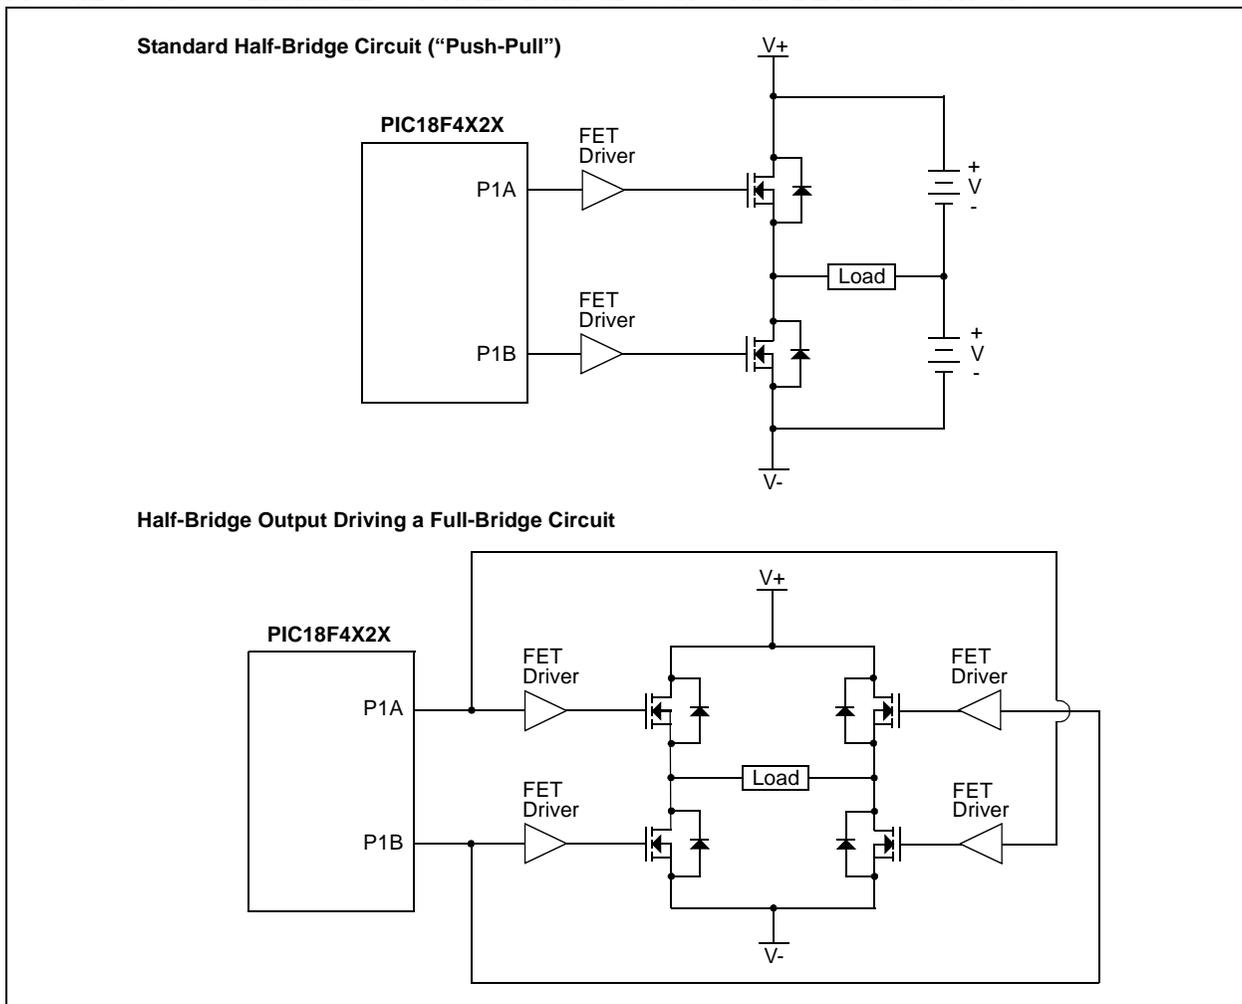 Standard Half-Bridge Circuit (“Push-Pull”)
V+
PIC18F4X2X
FET
Driver
P1A
+
V
-
Load
FET
Driver
P1B
+
V
-
V-
Half-Bridge Output Driving a Full-Bridge Circuit
V+
PIC18F4X2X
FET
Driver
FET
Driver
P1A
Load
FET
Driver
FET
Driver
P1B
V-